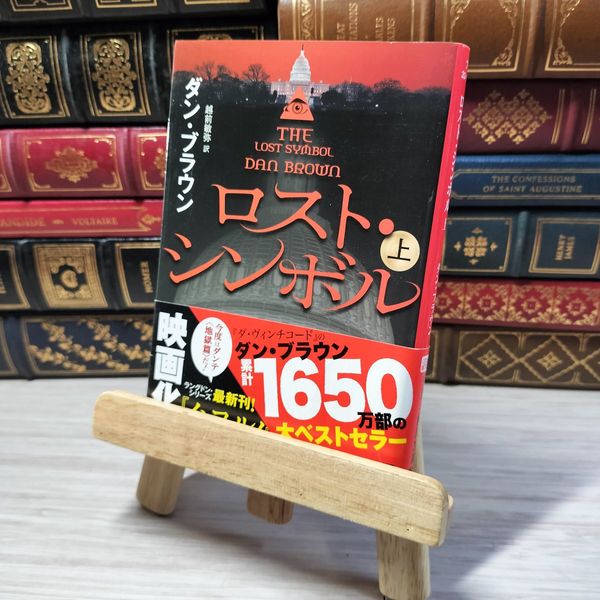 THE
LOST SYMBOL
DAN BROWN
ダン・ブラウン
越前敏弥 訳
ロスト・
シンボル
上
映画化
今度はダンテ
〈地獄篇〉だ!
『ダ・ヴィンチコード』の
ダン・ブラウン
累計
1650
万部の
大ベストセラー
ラングドン・
シリーズ
最新刊!
THE CONFESSIONS
OF SAINT AUGUSTINE
CANDIDE
VOLTAIRE
HOMER
HENRY
JAMES